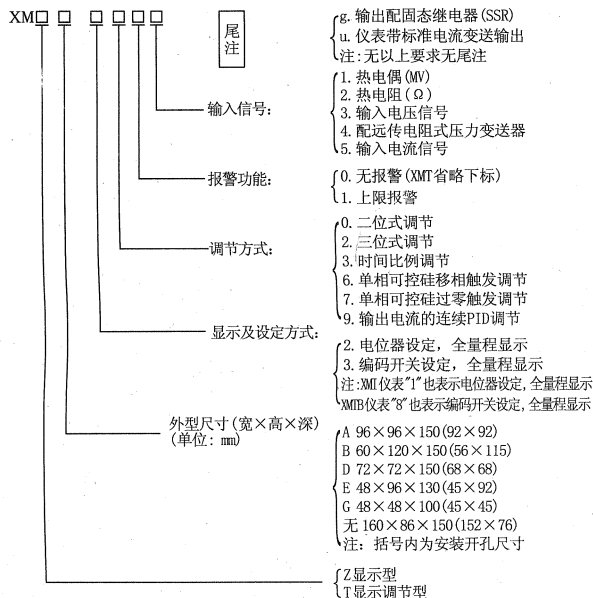 XM□ □ □ □ □ □
尾注
g. 输出配固态继电器(SSR)
u. 仪表带标准电流变送输出
注:无以上要求无尾注
输入信号:
1. 热电偶(MV)
2. 热电阻(Ω)
3. 输入电压信号
4. 配远传电阻式压力变送器
5. 输入电流信号
报警功能:
0. 无报警(XMT省略下标)
1. 上限报警
调节方式:
0. 二位式调节
2. 三位式调节
3. 时间比例调节
6. 单相可控硅移相触发调节
7. 单相可控硅过零触发调节
9. 输出电流的连续PID调节
显示及设定方式:
2. 电位器设定，全量程显示
3. 编码开关设定，全量程显示
注:XMI仪表"1"也表示电位器设定,全量程显示
XMIB仪表"8"也表示编码开关设定,全量程显示
外型尺寸(宽×高×深)
(单位: mm)
A 96×96×150(92×92)
B 60×120×150(56×115)
D 72×72×150(68×68)
E 48×96×130(45×92)
G 48×48×100(45×45)
无 160×86×150(152×76)
注: 括号内为安装开孔尺寸
Z显示型
T显示调节型